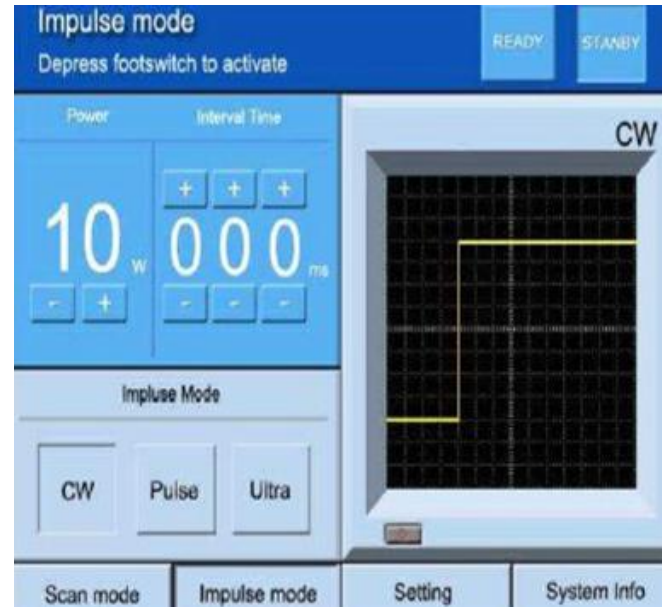 Impulse mode
Depress footswitch to activate
READY
STANBY
Power
Interval Time
CW
+ + +
10 w
000 ms
- +
- - -
Impluse Mode
CW
Pulse
Ultra
Scan mode
Impulse mode
Setting
System Info